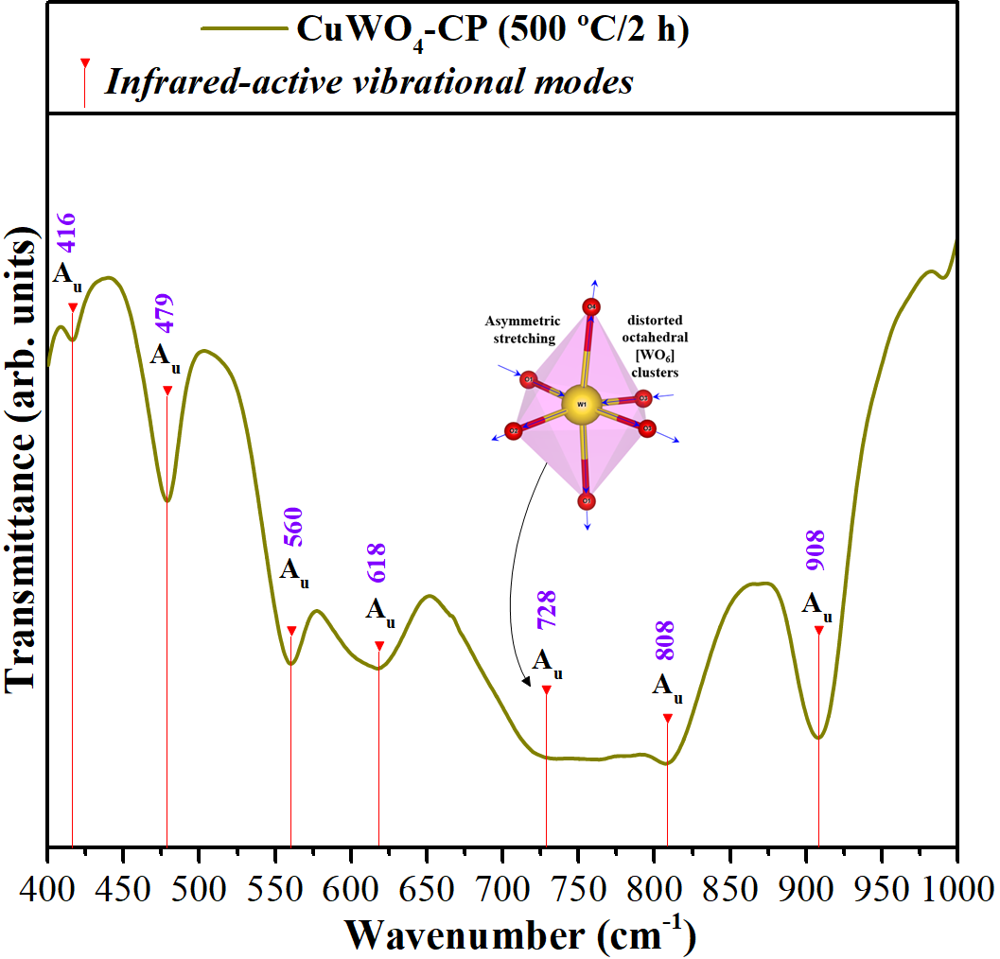 CuWO₄-CP (500 ºC/2 h)
Infrared-active vibrational modes
Transmittance (arb. units)
416
Aᵤ
479
Aᵤ
560
Aᵤ
618
Aᵤ
728
Aᵤ
808
Aᵤ
908
Aᵤ
Asymmetric
stretching
distorted
octahedral
[WO₆]
clusters
W1
400 450 500 550 600 650 700 750 800 850 900 950 1000
Wavenumber (cm⁻¹)